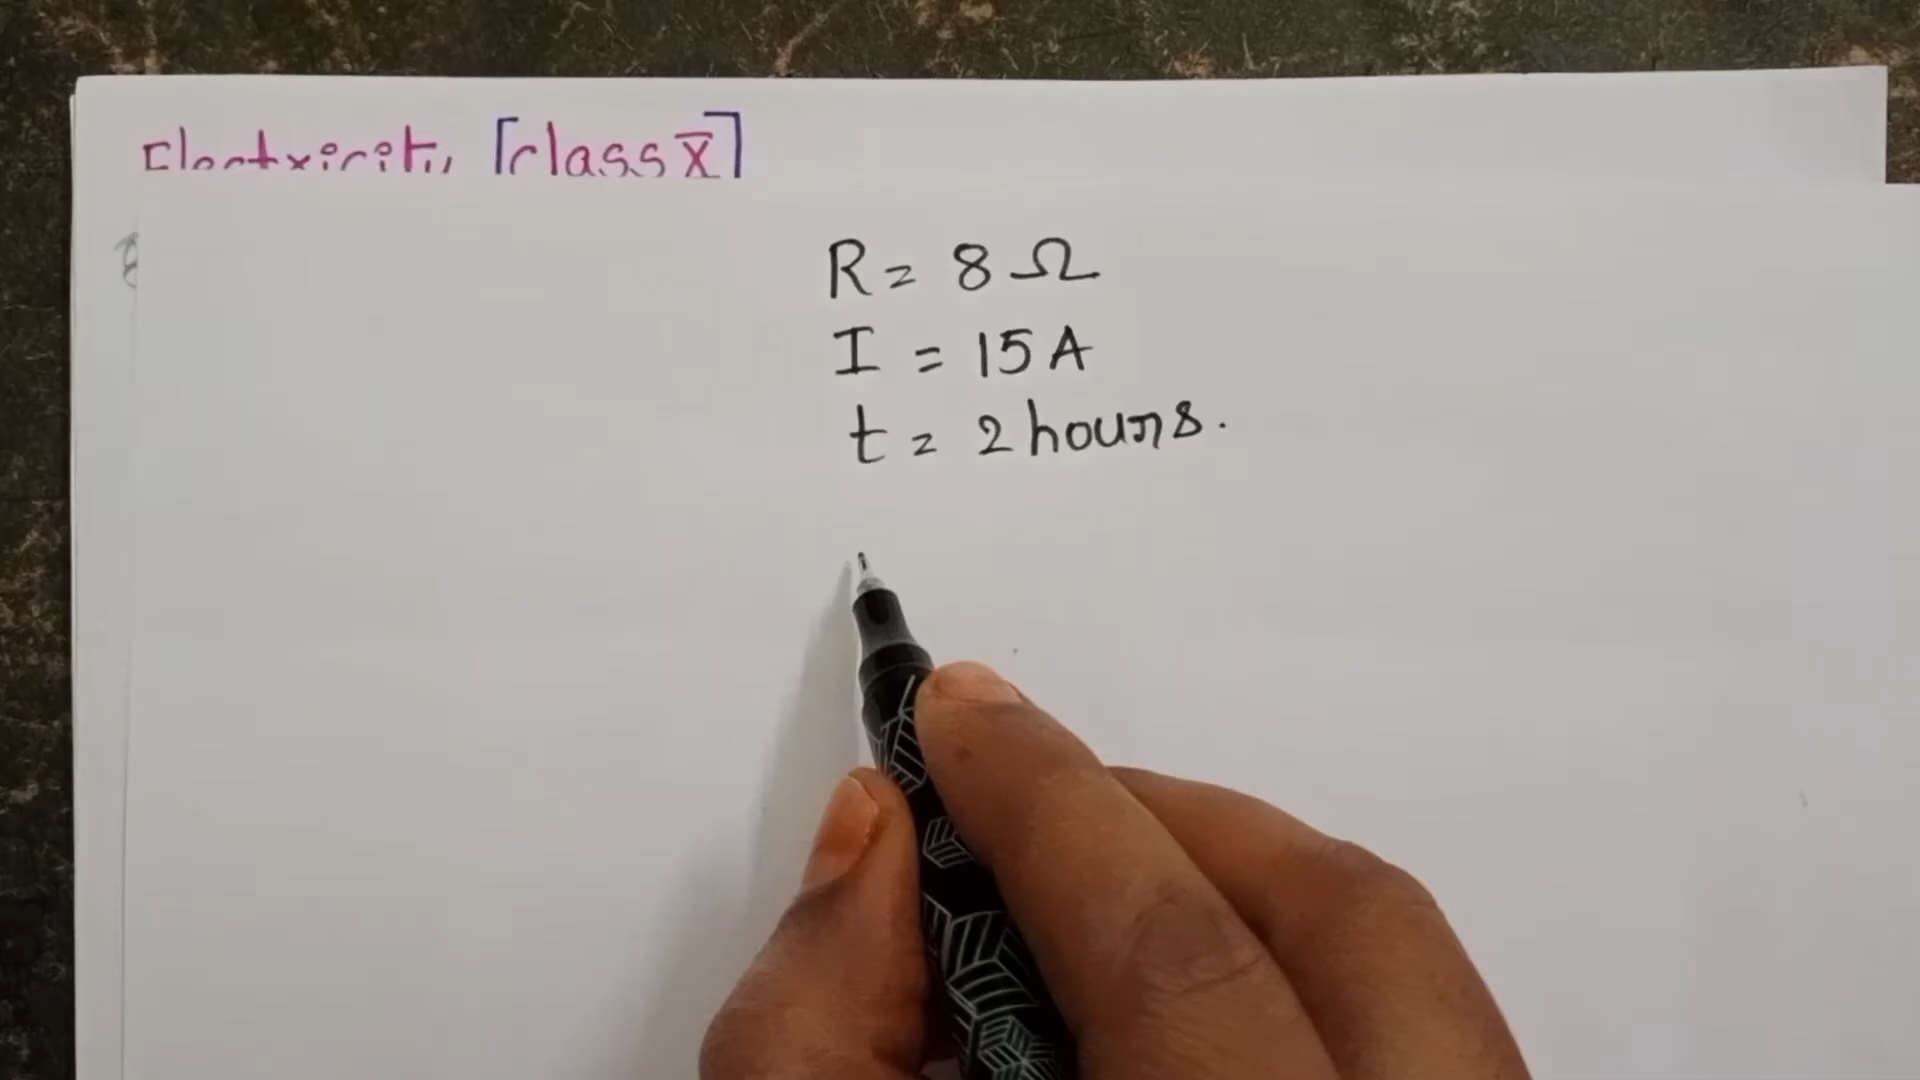 Electricity [class X]
R = 8 Ω
I = 15 A
t = 2 hours.